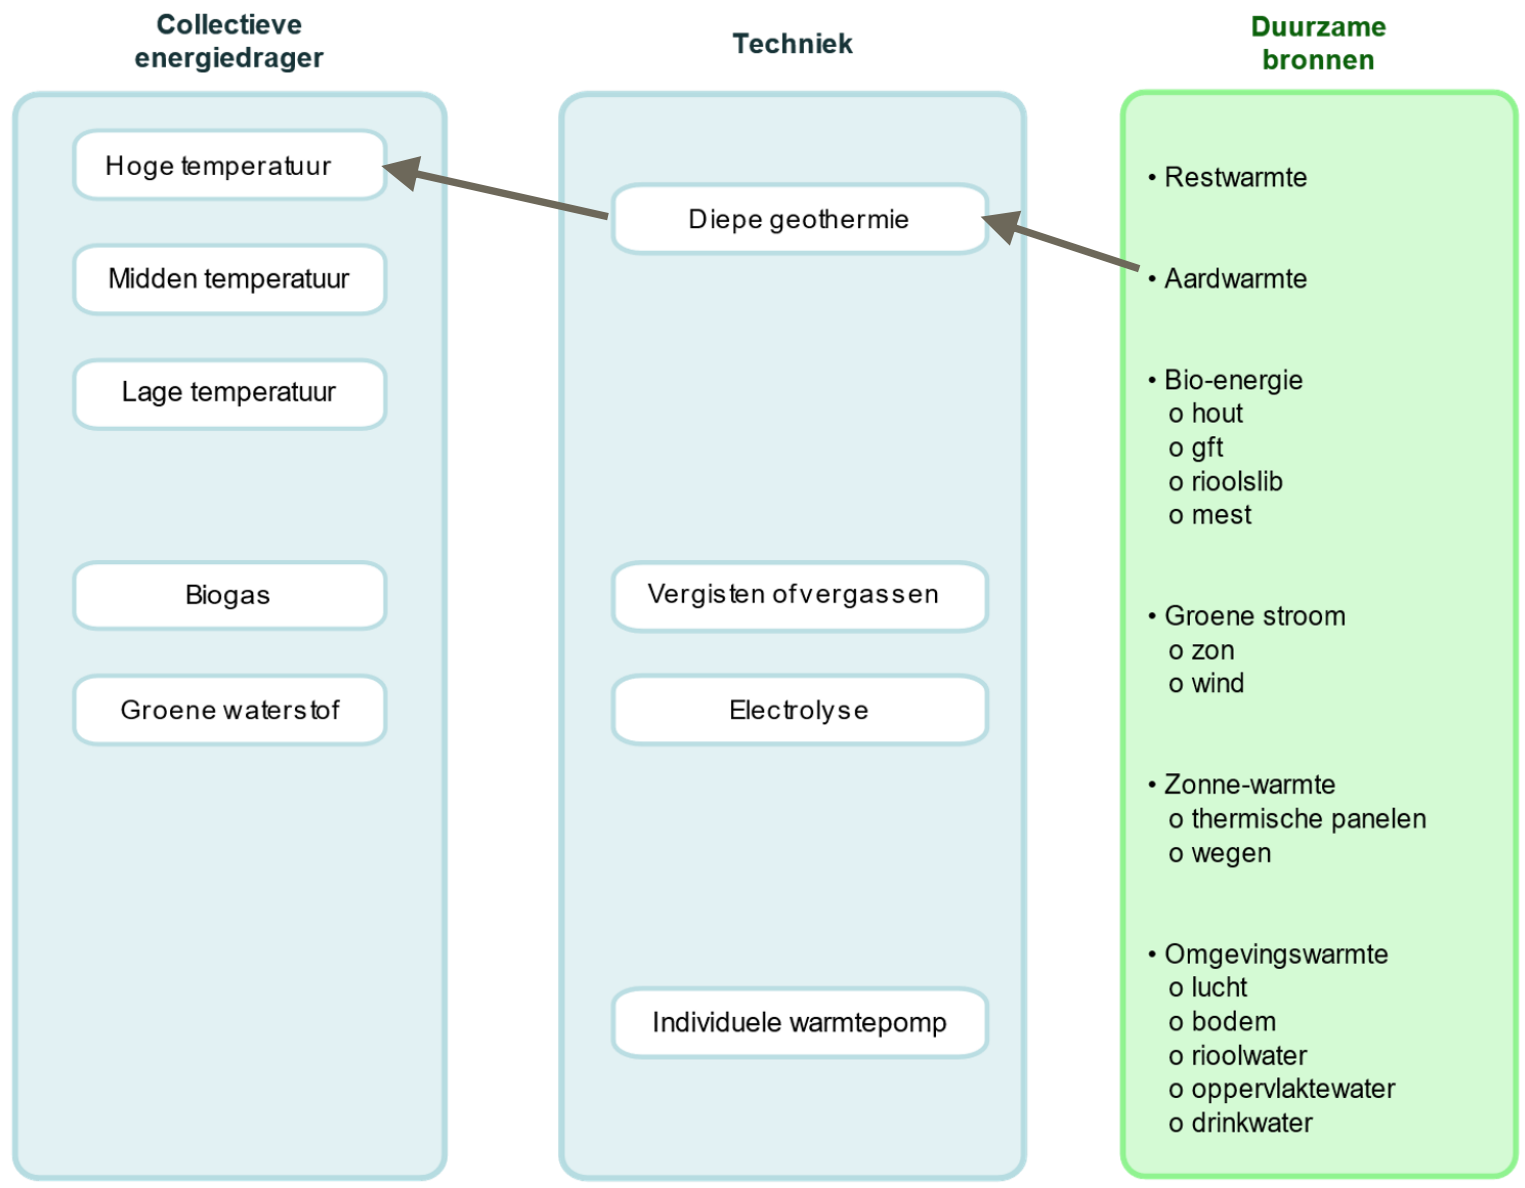 Collectieve
energiedrager
Hoge temperatuur
Midden temperatuur
Lage temperatuur
Biogas
Groene waterstof
Techniek
Diepe geothermie
Vergisten of vergassen
Electrolyse
Individuele warmtepomp
Duurzame
bronnen
• Restwarmte
• Aardwarmte
• Bio-energie
o hout
o gft
o rioolslib
o mest
• Groene stroom
o zon
o wind
• Zonne-warmte
o thermische panelen
o wegen
• Omgevingswarmte
o lucht
o bodem
o rioolwater
o oppervlaktewater
o drinkwater